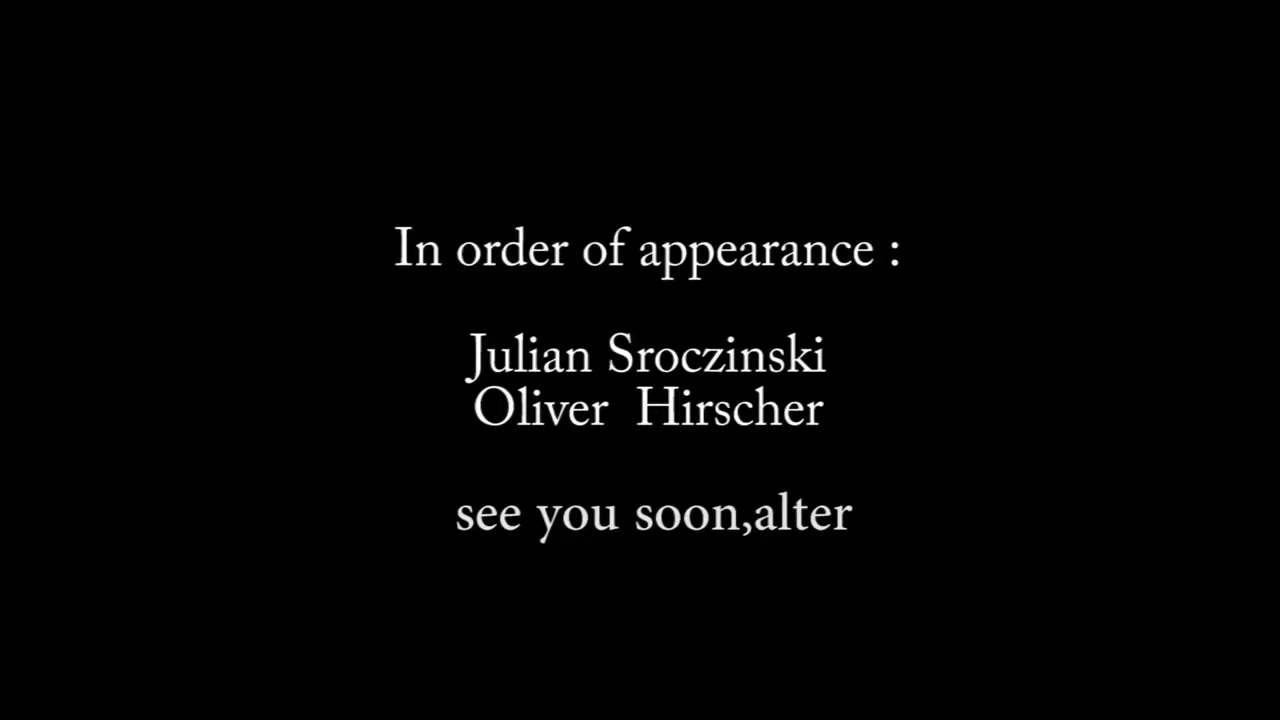 In order of appearance :
Julian Sroczinski
Oliver  Hirscher
see you soon,alter